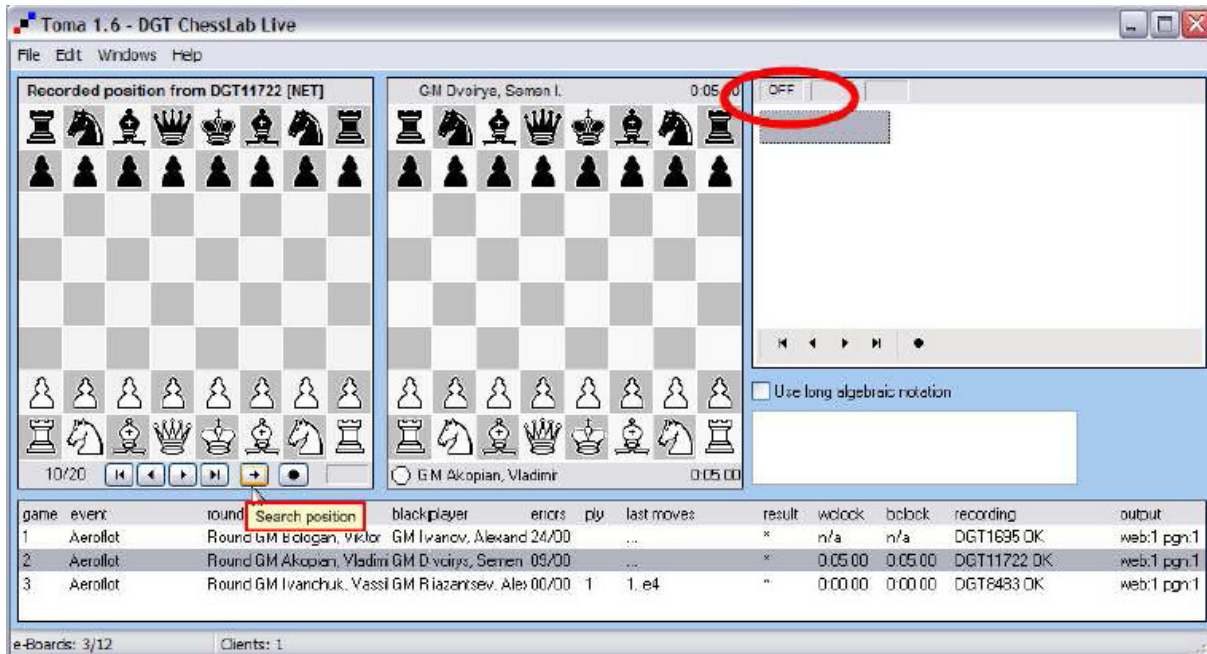 Toma 1.6 - DGT ChessLab Live
File Edit Windows Help
Recorded position from DGT11722 [NET]
GM Dvoirys, Semen I. 0:05:00
OFF
Use long algebraic notation
10/20
GM Akopian, Vladimir 0:05:00
Search position
game event round blackplayer errors ply last moves result wclock bclock recording output
1 Aeroflot Round GM Bologan, Viktor GM Ivanov, Alexand 24/00 ... * n/a n/a DGT1695 OK web:1 pgn:1
2 Aeroflot Round GM Akopian, Vladimi GM Dvoirys, Semen 09/00 ... * 0:05:00 0:05:00 DGT11722 OK web:1 pgn:1
3 Aeroflot Round GM Ivanchuk, Vassil GM Riazantsev, Alex 00/00 1 1. e4 * 0:00:00 0:00:00 DGT8483 OK web:1 pgn:1
e-Boards: 3/12 Clients: 1